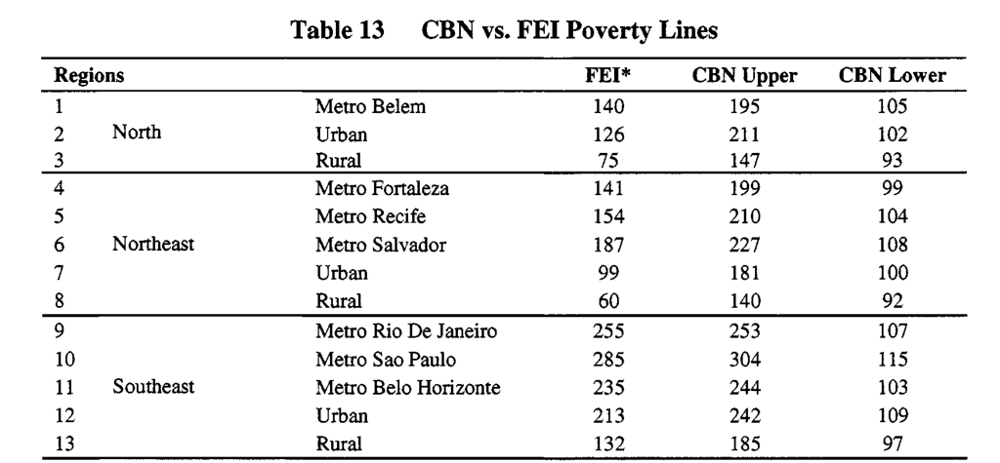 Table 13 CBN vs. FEI Poverty Lines
Regions FEI* CBN Upper CBN Lower
1 Metro Belem 140 195 105
2 North Urban 126 211 102
3 Rural 75 147 93
4 Metro Fortaleza 141 199 99
5 Metro Recife 154 210 104
6 Northeast Metro Salvador 187 227 108
7 Urban 99 181 100
8 Rural 60 140 92
9 Metro Rio De Janeiro 255 253 107
10 Metro Sao Paulo 285 304 115
11 Southeast Metro Belo Horizonte 235 244 103
12 Urban 213 242 109
13 Rural 132 185 97